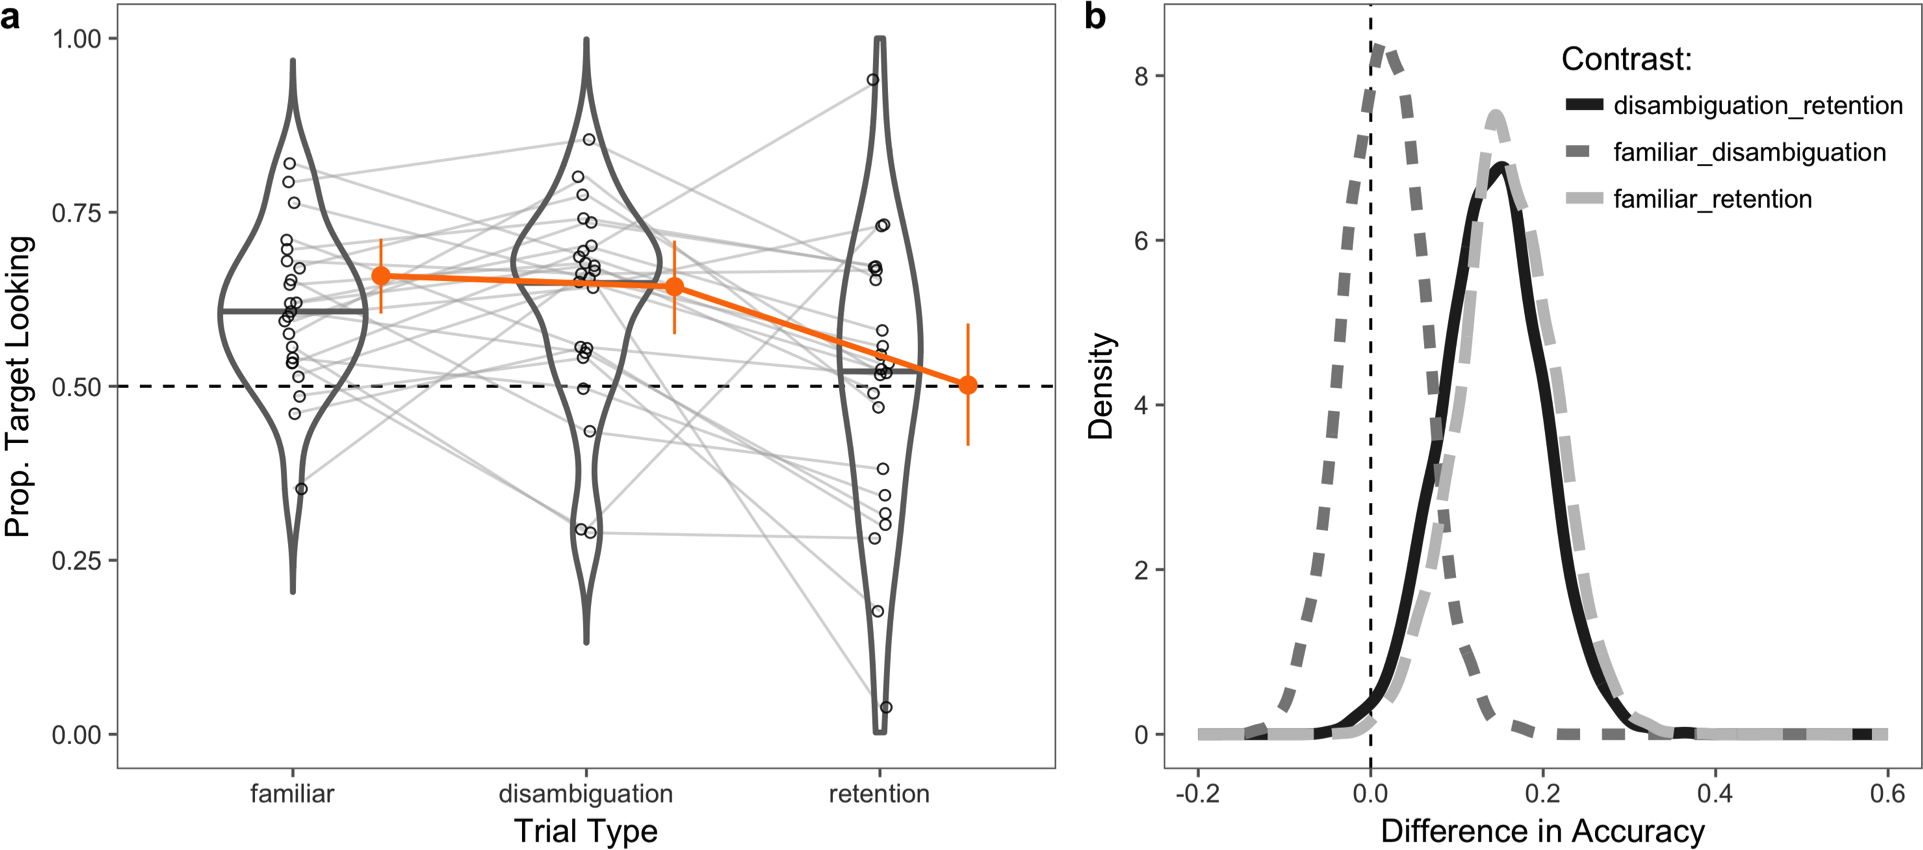 a
Prop. Target Looking
1.00
0.75
0.50
0.25
0.00
familiar
disambiguation
retention
Trial Type
b
Density
8
6
4
2
0
Contrast:
disambiguation_retention
familiar_disambiguation
familiar_retention
-0.2
0.0
0.2
0.4
0.6
Difference in Accuracy